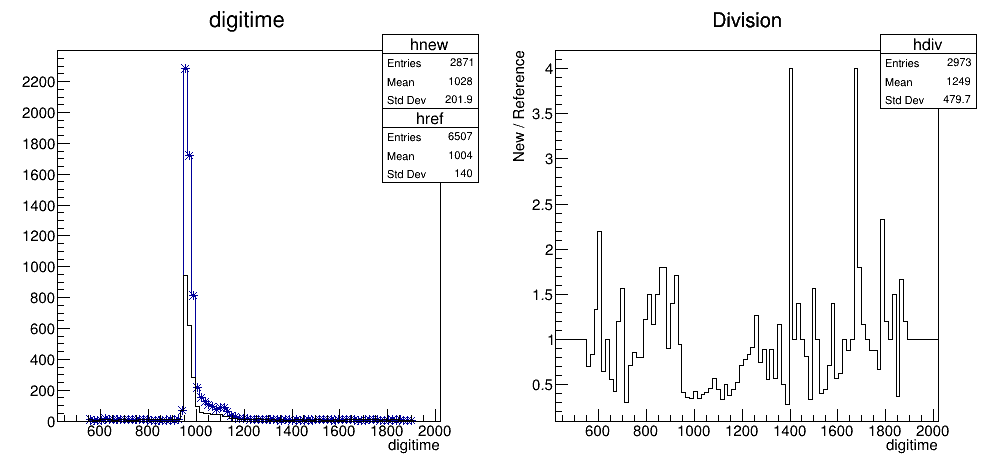 digitime
hnew
Entries 2871
Mean 1028
Std Dev 201.9
href
Entries 6507
Mean 1004
Std Dev 140
2200
2000
1800
1600
1400
1200
1000
800
600
400
200
0
600 800 1000 1200 1400 1600 1800 2000
digitime
Division
hdiv
Entries 2973
Mean 1249
Std Dev 479.7
New / Reference
4
3.5
3
2.5
2
1.5
1
0.5
600 800 1000 1200 1400 1600 1800 2000
digitime